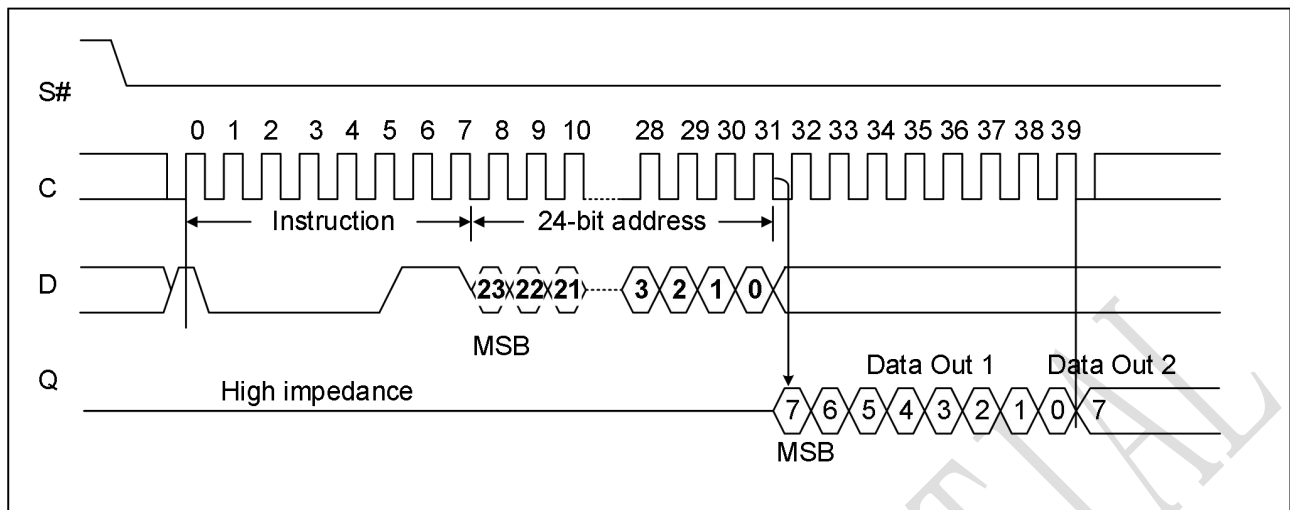 S#
0 1 2 3 4 5 6 7 8 9 10 28 29 30 31 32 33 34 35 36 37 38 39
C
Instruction 24-bit address
D
23 22 21 3 2 1 0
MSB
Q
High impedance
Data Out 1 Data Out 2
7 6 5 4 3 2 1 0 7
MSB
TIAL